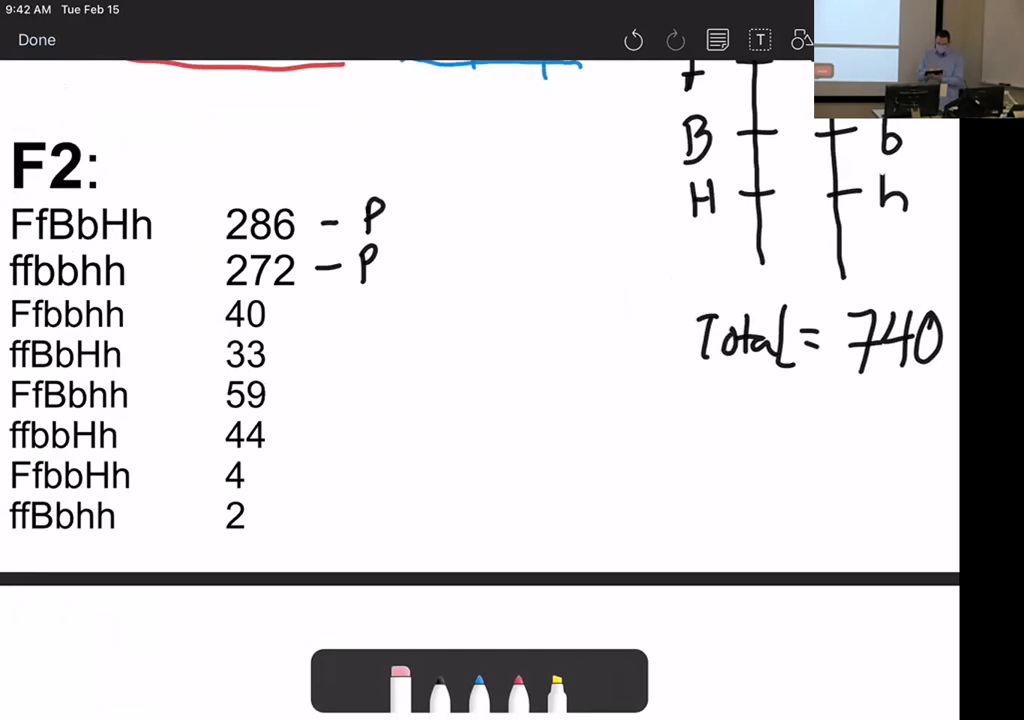 9:42 AM Tue Feb 15
Done
T
B b
H h
F2:
FfBbHh 286 - P
ffbbhh 272 - P
Ffbbhh 40
ffBbHh 33
FfBbhh 59
ffbbHh 44
FfbbHh 4
ffBbhh 2
Total = 740